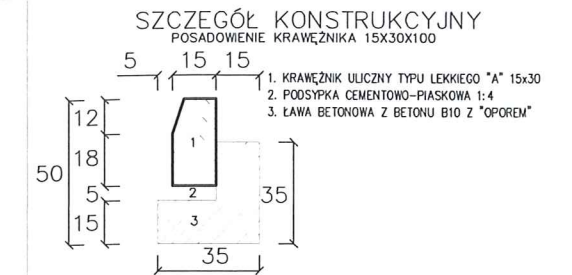 SZCZEGÓŁ KONSTRUKCYJNY
POSADOWIENIE KRAWĘŻNIKA 15X30X100
5 15 15
1. KRAWĘŻNIK ULICZNY TYPU LEKKIEGO "A" 15x30
2. PODSYPKA CEMENTOWO-PIASKOWA 1:4
3. ŁAWA BETONOWA Z BETONU B10 Z "OPOREM"
12
1
18
50
5
2
35
15
3
35